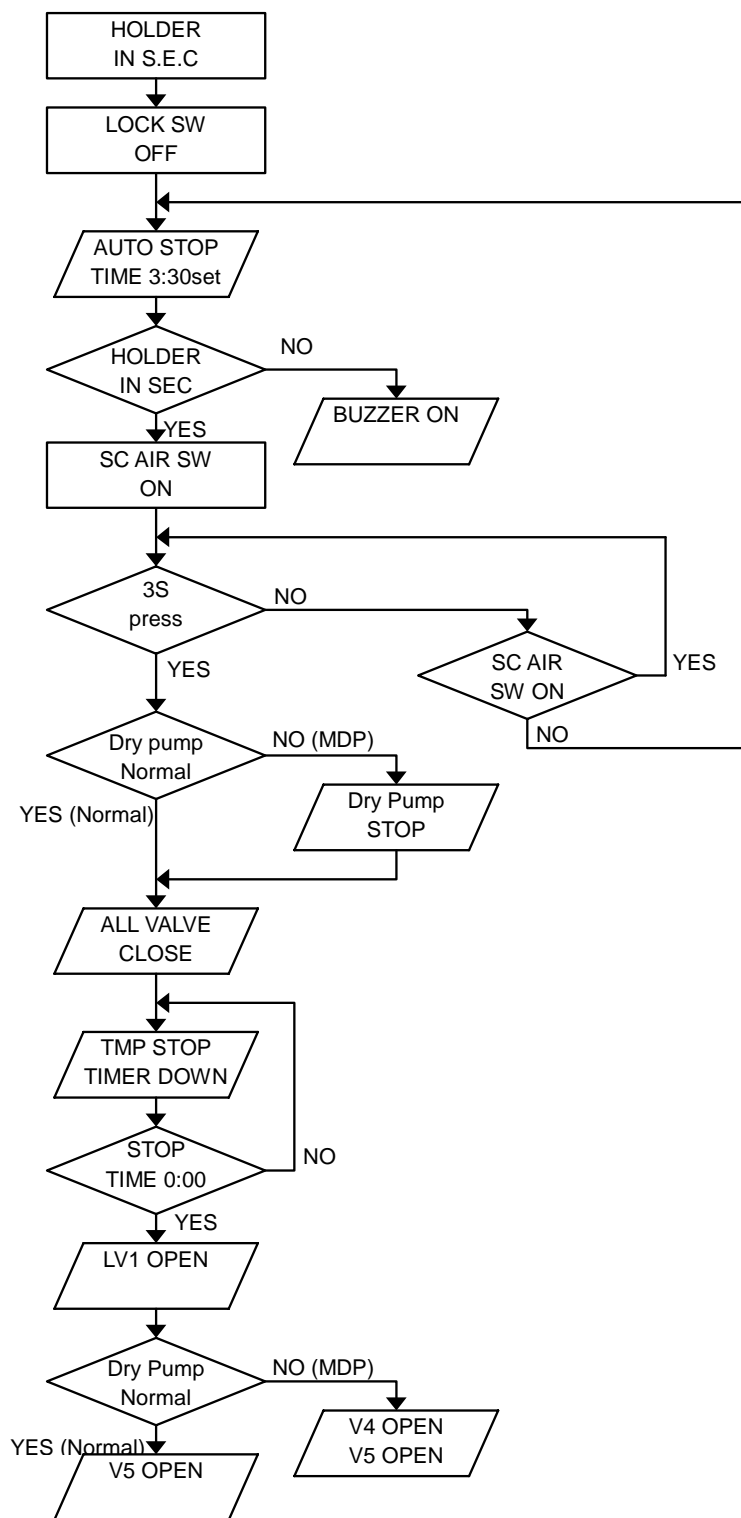 HOLDER
IN S.E.C
LOCK SW
OFF
AUTO STOP
TIME 3:30set
HOLDER
IN SEC
NO
BUZZER ON
YES
SC AIR SW
ON
3S
press
NO
SC AIR
SW ON
YES
NO
YES
Dry pump
Normal
NO (MDP)
Dry Pump
STOP
YES (Normal)
ALL VALVE
CLOSE
TMP STOP
TIMER DOWN
STOP
TIME 0:00
NO
YES
LV1 OPEN
Dry Pump
Normal
NO (MDP)
V4 OPEN
V5 OPEN
YES (Normal)
V5 OPEN